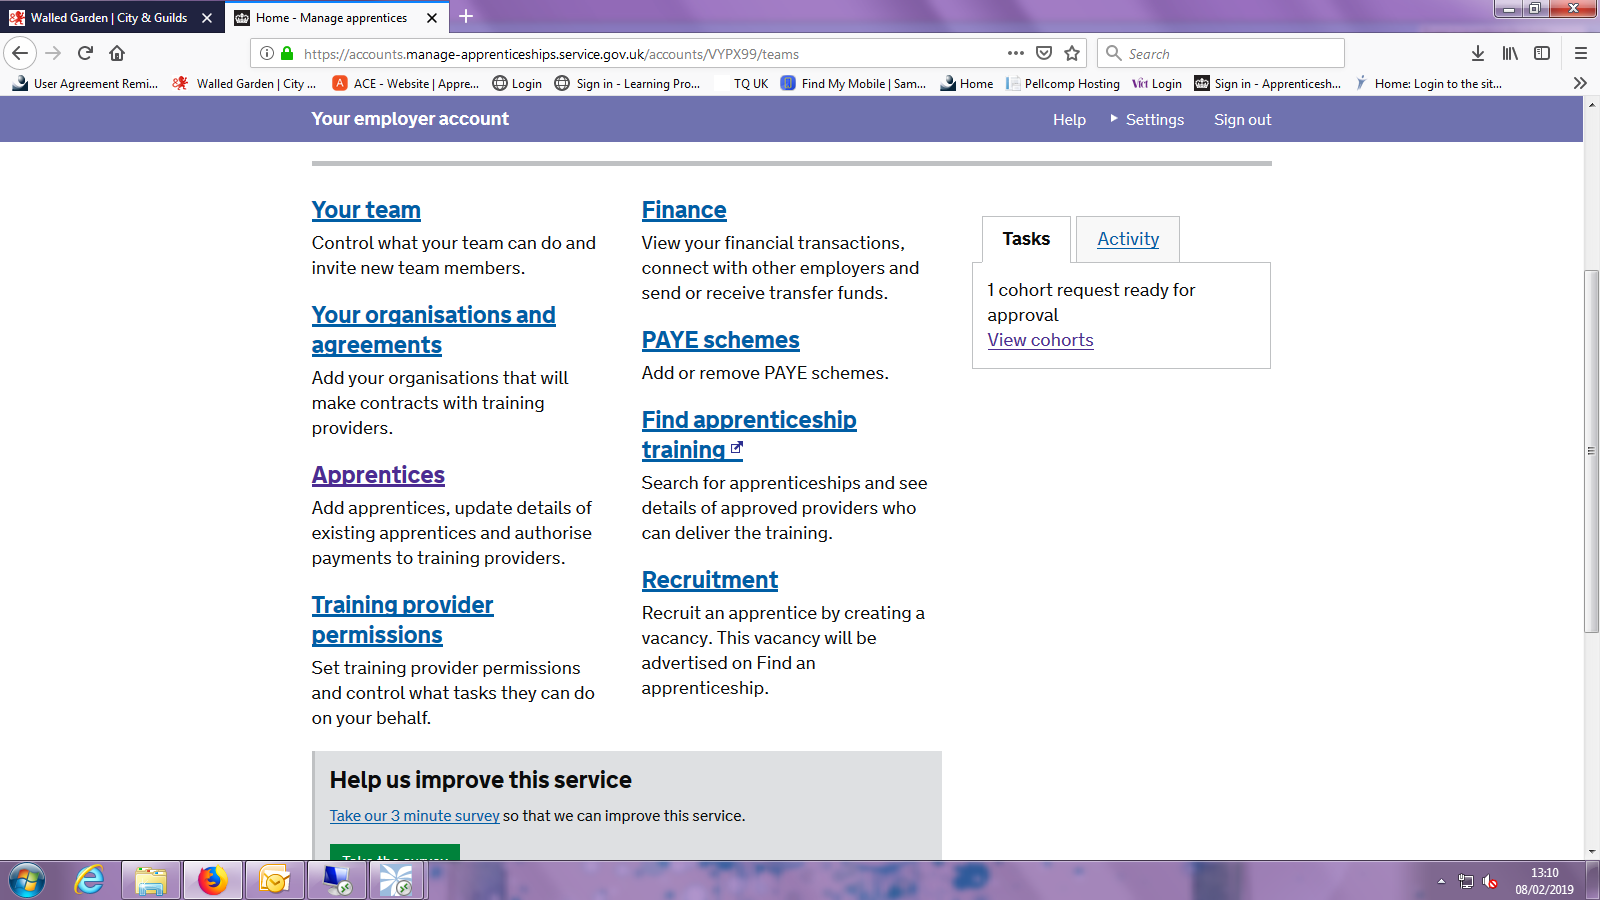 Walled Garden | City & Guilds
Home - Manage apprentices
https://accounts.manage-apprenticeships.service.gov.uk/accounts/VYPX99/teams
Search
User Agreement Remi...
Walled Garden | City ...
ACE - Website | Appre...
Login
Sign in - Learning Pro...
TQ UK
Find My Mobile | Sam...
Home
Pellcomp Hosting
Login
Sign in - Apprenticesh...
Home: Login to the sit...
Your employer account
Help
Settings
Sign out
Your team
Control what your team can do and
invite new team members.
Your organisations and
agreements
Add your organisations that will
make contracts with training
providers.
Apprentices
Add apprentices, update details of
existing apprentices and authorise
payments to training providers.
Training provider
permissions
Set training provider permissions
and control what tasks they can do
on your behalf.
Finance
View your financial transactions,
connect with other employers and
send or receive transfer funds.
PAYE schemes
Add or remove PAYE schemes.
Find apprenticeship
training
Search for apprenticeships and see
details of approved providers who
can deliver the training.
Recruitment
Recruit an apprentice by creating a
vacancy. This vacancy will be
advertised on Find an
apprenticeship.
Tasks
Activity
1 cohort request ready for
approval
View cohorts
Help us improve this service
Take our 3 minute survey so that we can improve this service.
Take the survey
13:10
08/02/2019